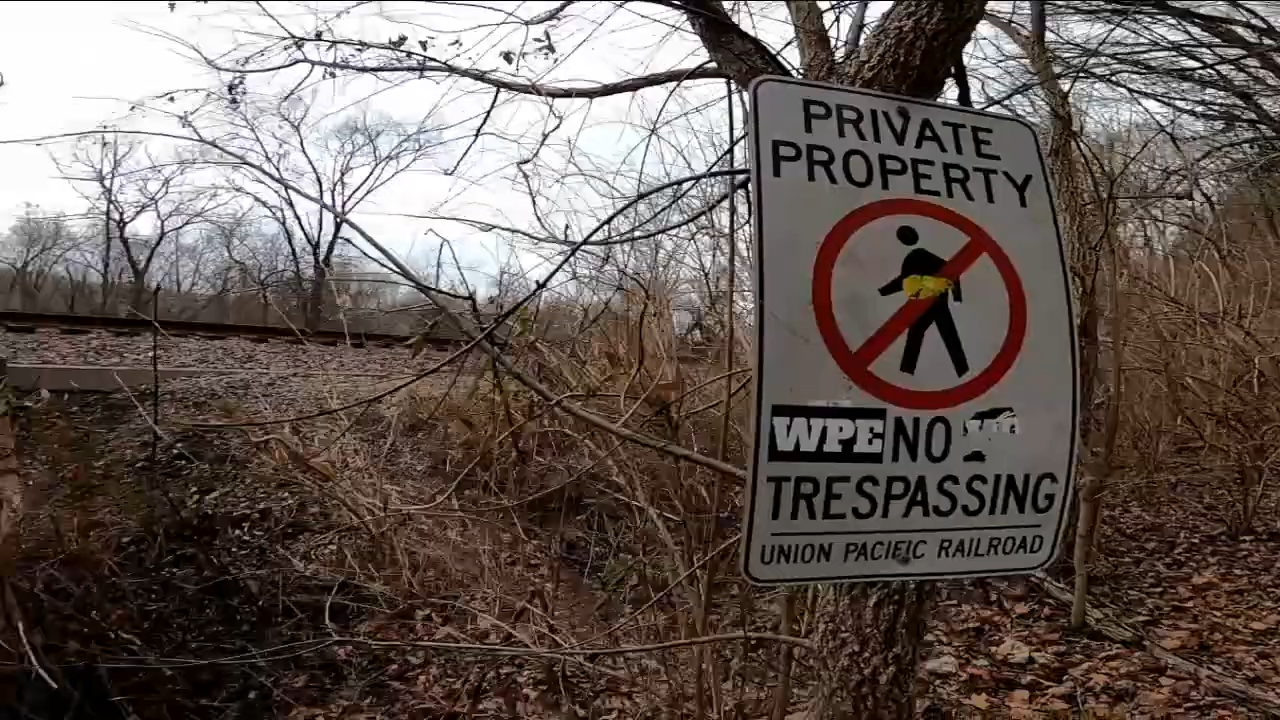 PRIVATE
PROPERTY
WPE NO
TRESPASSING
UNION PACIFIC RAILROAD